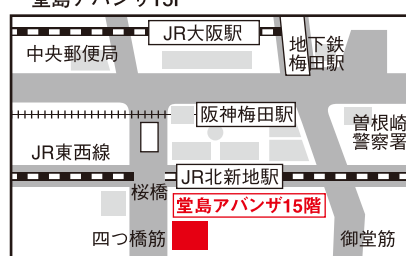 堂島アバンザ15F
JR大阪駅
中央郵便局
地下鉄
梅田駅
阪神梅田駅
曽根崎
警察署
JR東西線
JR北新地駅
桜橋
堂島アバンザ15階
四つ橋筋
御堂筋